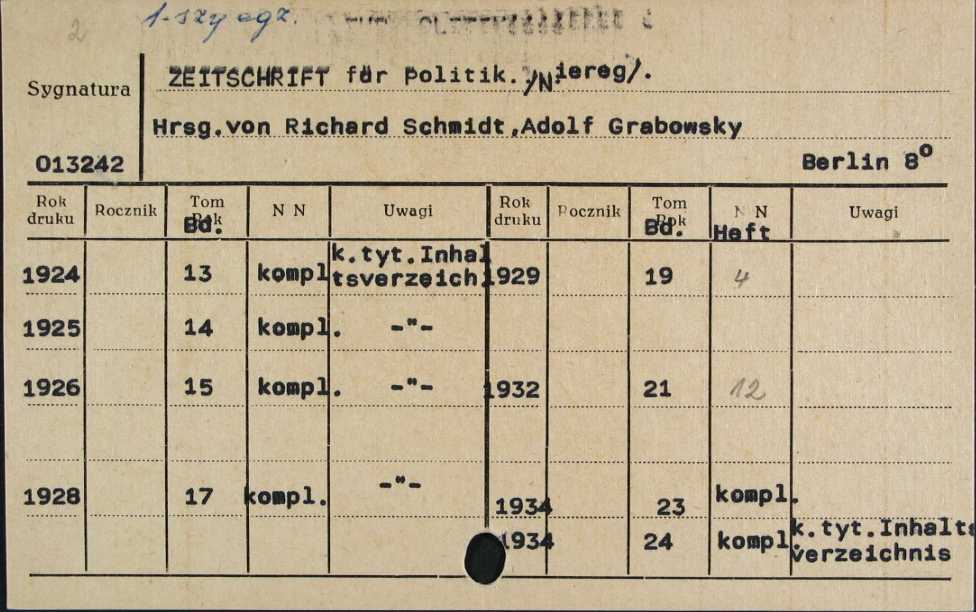 2 1-szy egz.
Sygnatura ZEITSCHRIFT für Politik. /Niereg/.
Hrsg.von Richard Schmidt,Adolf Grabowsky
013242 Berlin 8°
Rok druku Rocznik Tom Rok Bd. N N Uwagi Rok druku Rocznik Tom Rok Bd. N N Heft Uwagi
1924 13 kompl k.tyt.Inhal tsverzeich. 1929 19 4
1925 14 kompl. -"-
1926 15 kompl. -"- 1932 21 12
1928 17 kompl. -"- 1934 23 kompl.
1934 24 kompl. k.tyt.Inhalts verzeichnis